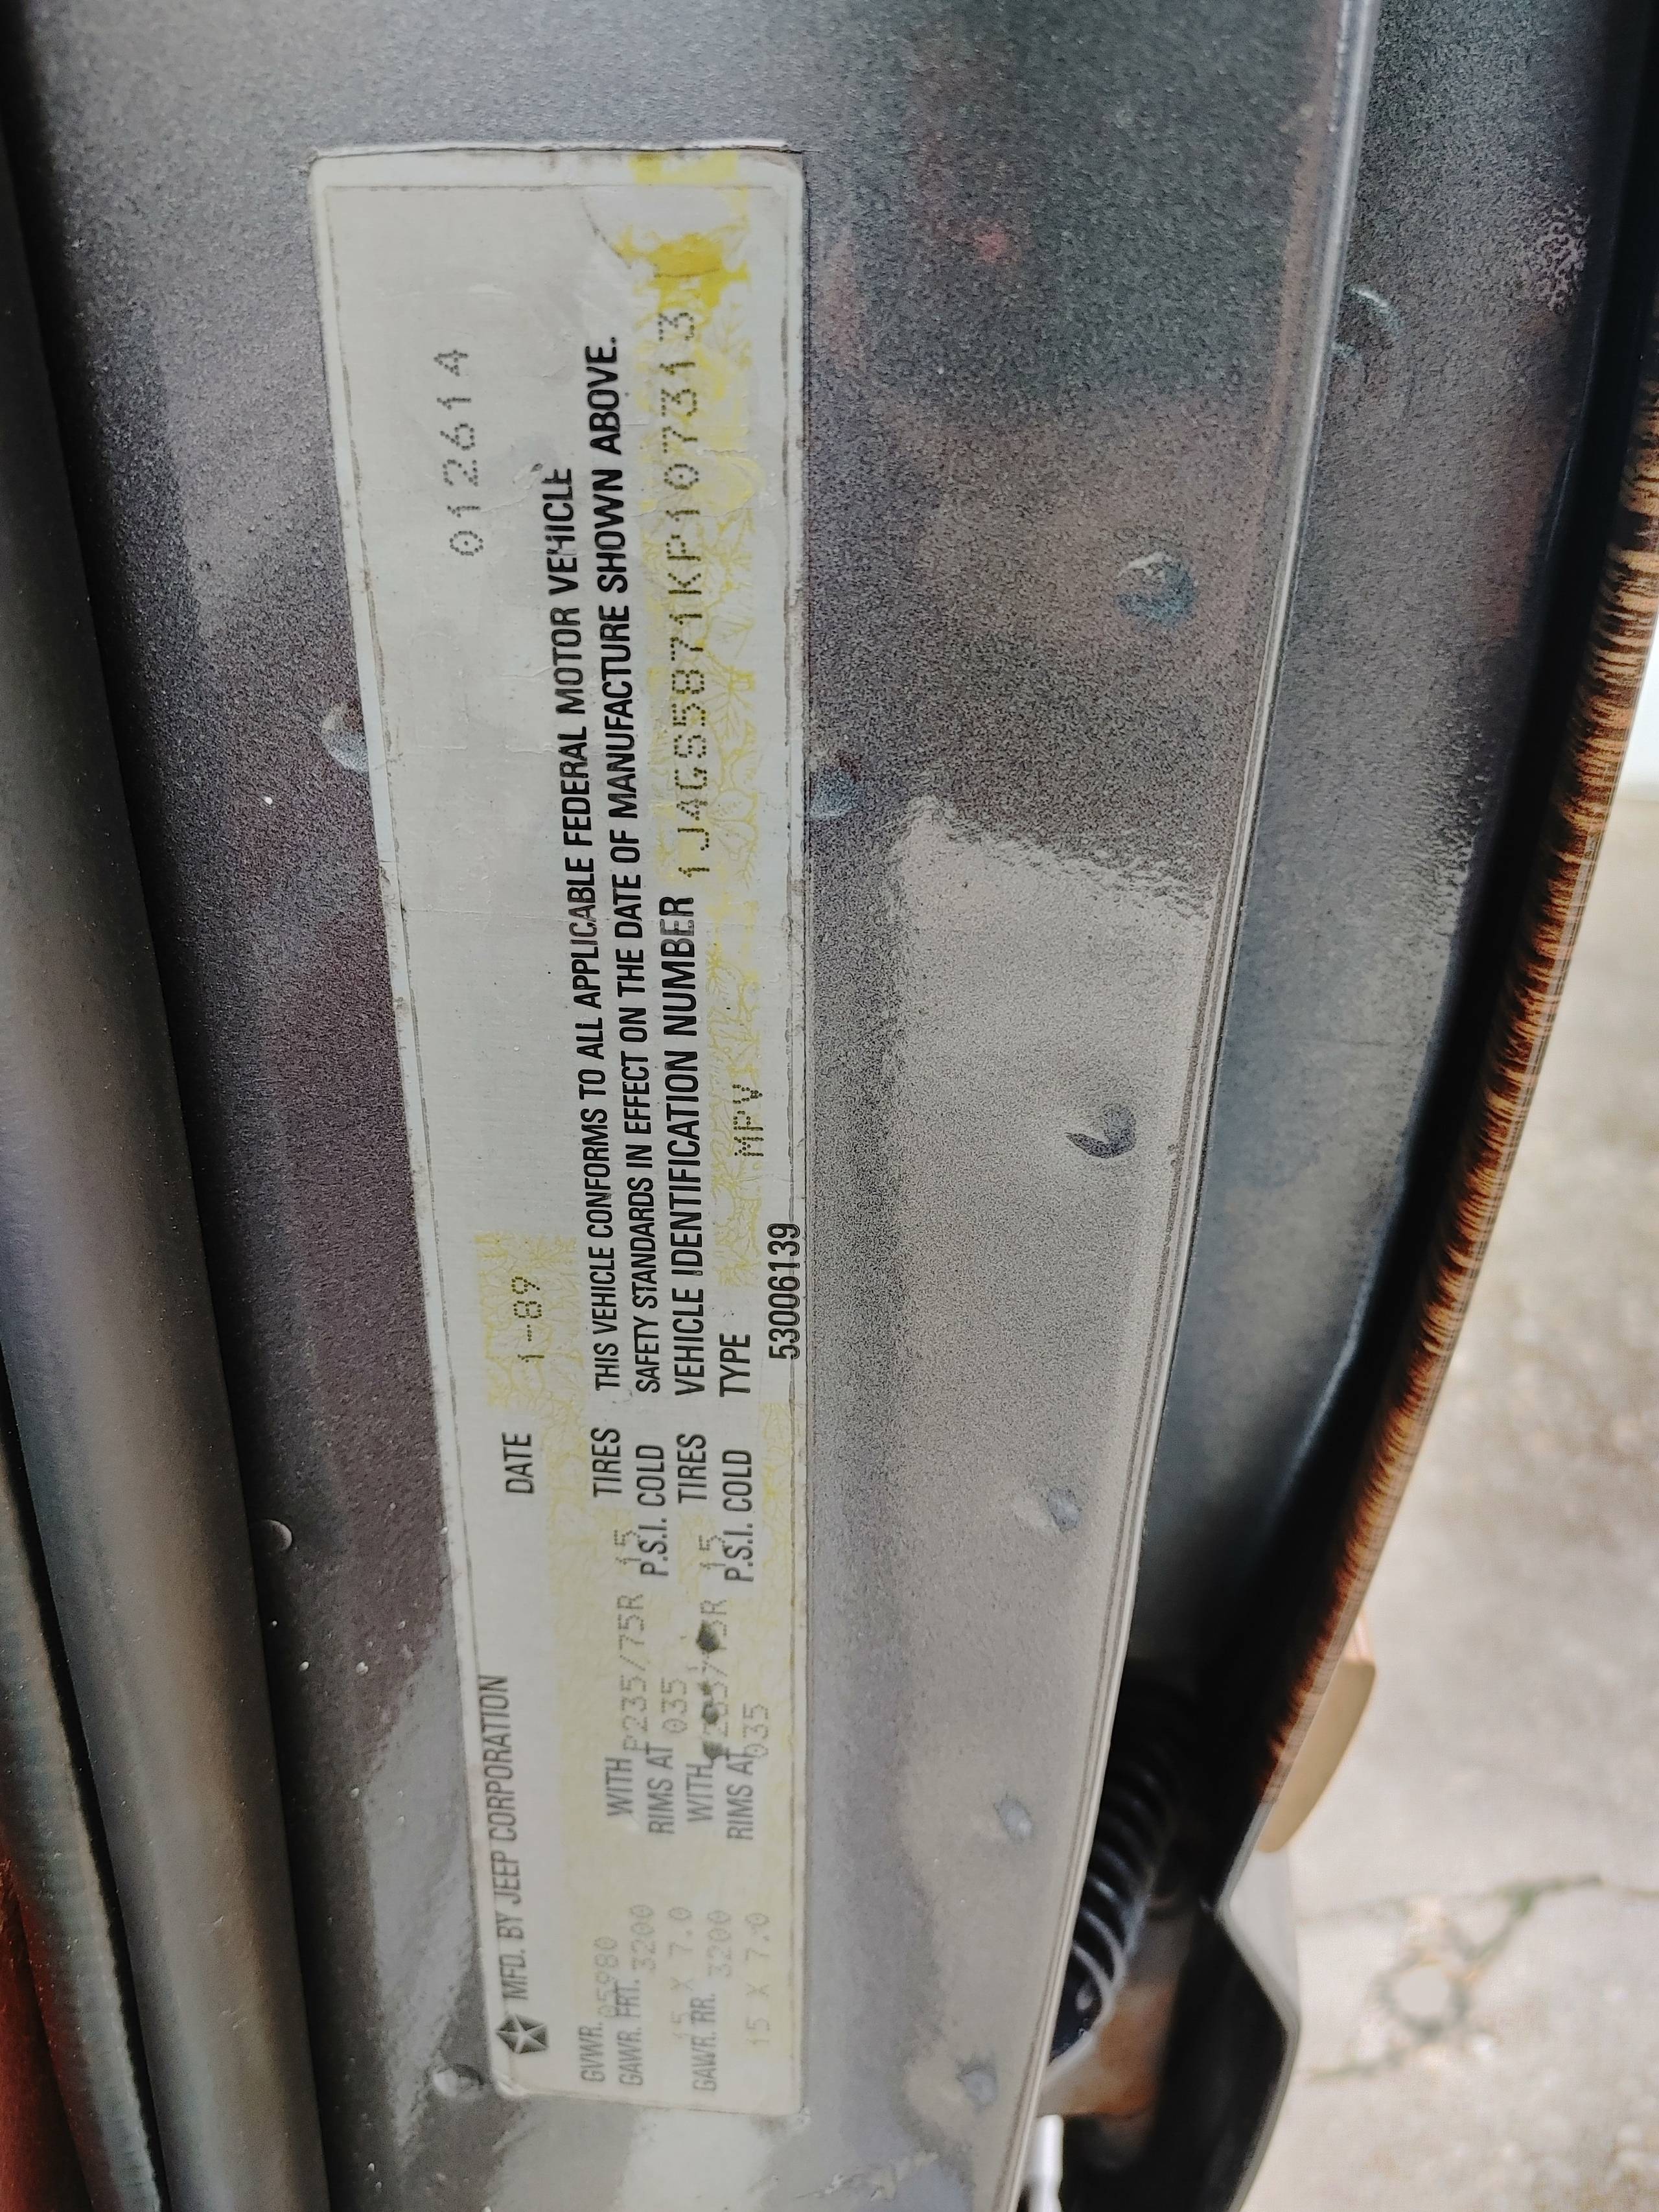 012614
MFD. BY JEEP CORPORATION DATE 1-89
GVWR. 05980
GAWR. FRT. 3200 WITH P235/75R 15 TIRES
15 X 7.0 RIMS AT 035 P.S.I. COLD
GAWR. RR. 3200 WITH 15 TIRES
15 X 7.0 RIMS AT 035 P.S.I. COLD
THIS VEHICLE CONFORMS TO ALL APPLICABLE FEDERAL MOTOR VEHICLE
SAFETY STANDARDS IN EFFECT ON THE DATE OF MANUFACTURE SHOWN ABOVE.
VEHICLE IDENTIFICATION NUMBER 1J4GS5871KP107313
TYPE MPV
53006139